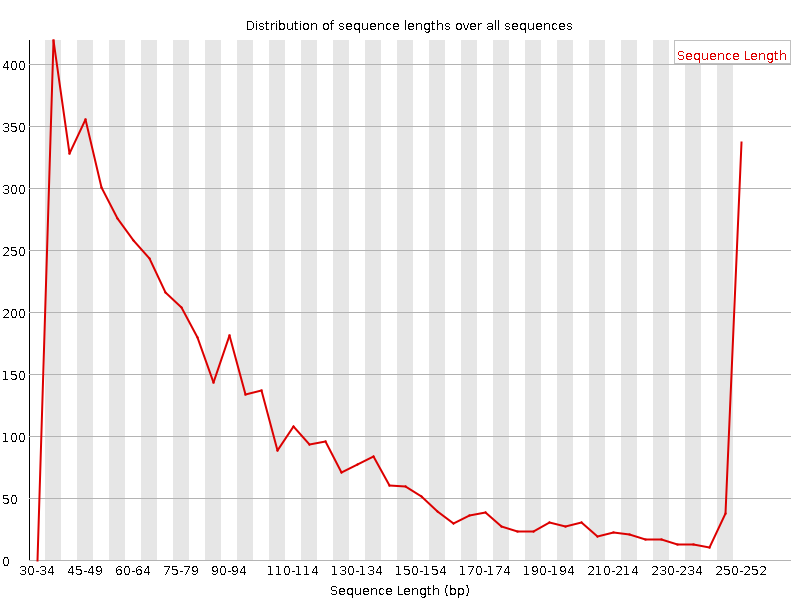 Distribution of sequence lengths over all sequences
Sequence Length
400
350
300
250
200
150
100
50
0
30-34 45-49 60-64 75-79 90-94 110-114 130-134 150-154 170-174 190-194 210-214 230-234 250-252
Sequence Length (bp)